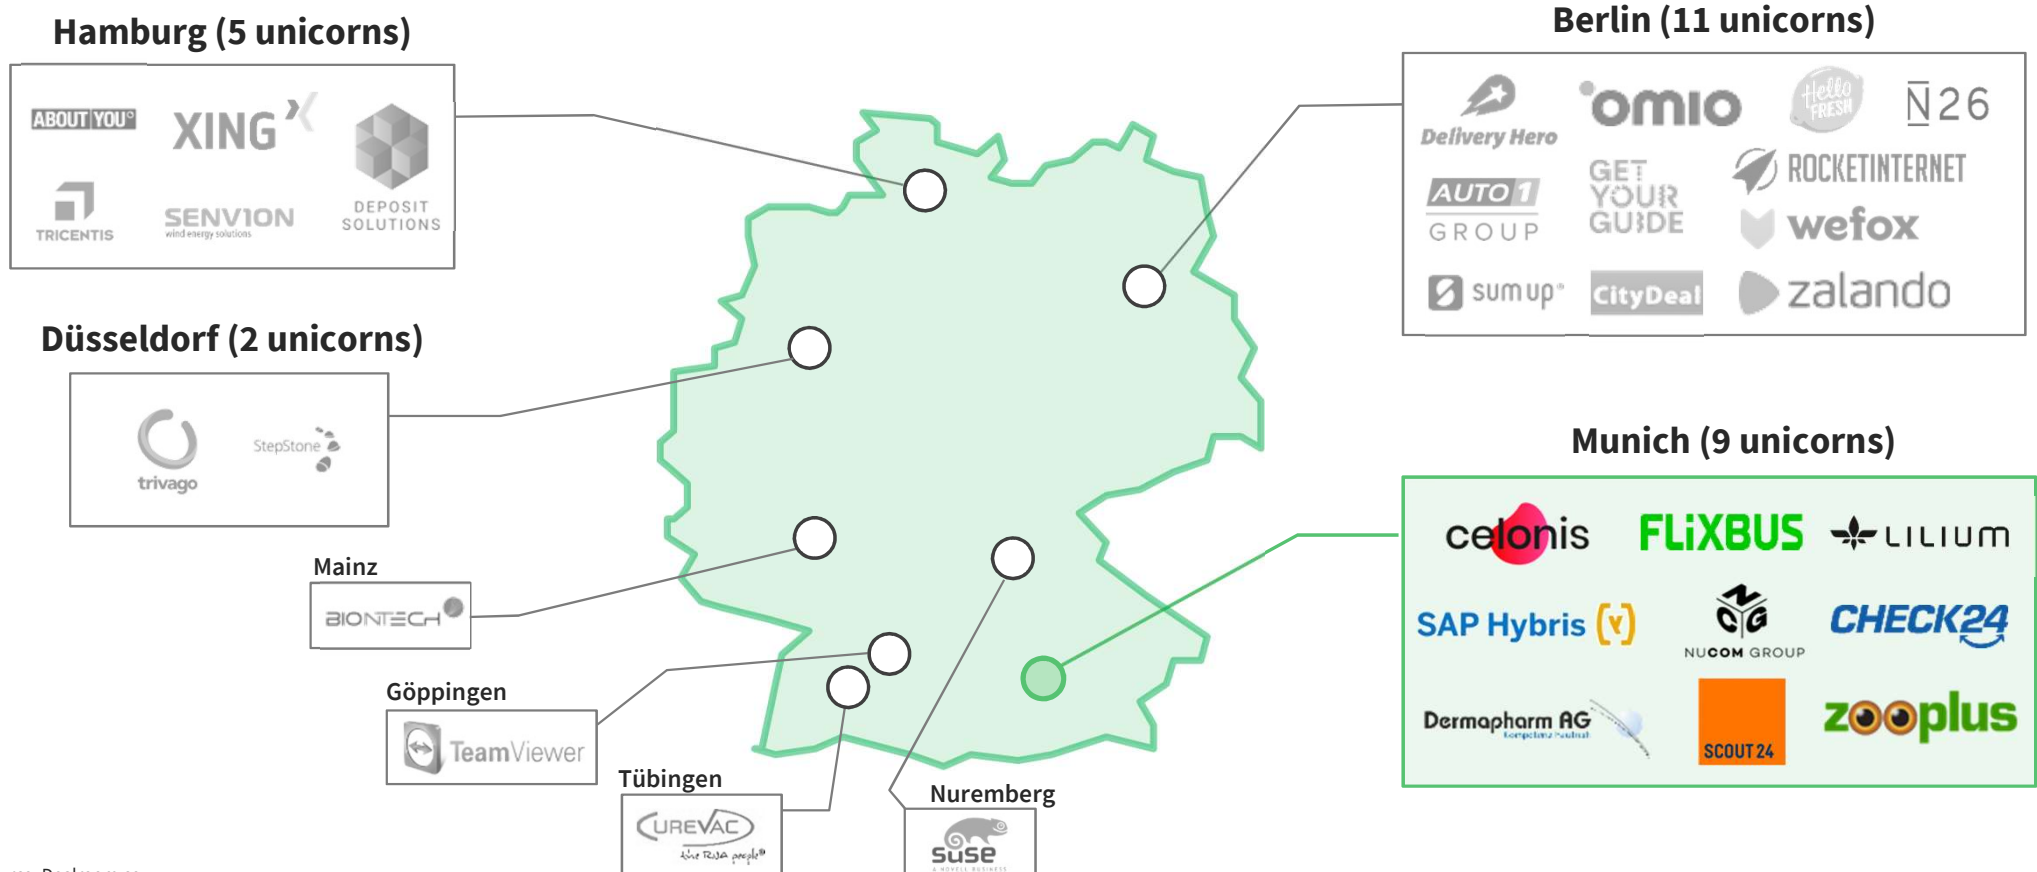 Hamburg (5 unicorns)
ABOUT YOU°
XING
DEPOSIT
SOLUTIONS
TRICENTIS
SENVION
wind energy solutions
Düsseldorf (2 unicorns)
trivago
StepStone
Mainz
BIONTECH
Göppingen
TeamViewer
Tübingen
CUREVAC
the RNA people®
Nuremberg
SUSE
A NOVELL BUSINESS
Berlin (11 unicorns)
Delivery Hero
omio
Hello
FRESH
N26
AUTO1
GROUP
GET
YOUR
GUIDE
ROCKETINTERNET
wefox
sumup®
CityDeal
zalando
Munich (9 unicorns)
celonis
FLiXBUS
LILIUM
SAP Hybris (y)
NCG
NUCOM GROUP
CHECK24
Dermapharm AG
SCOUT24
zooplus